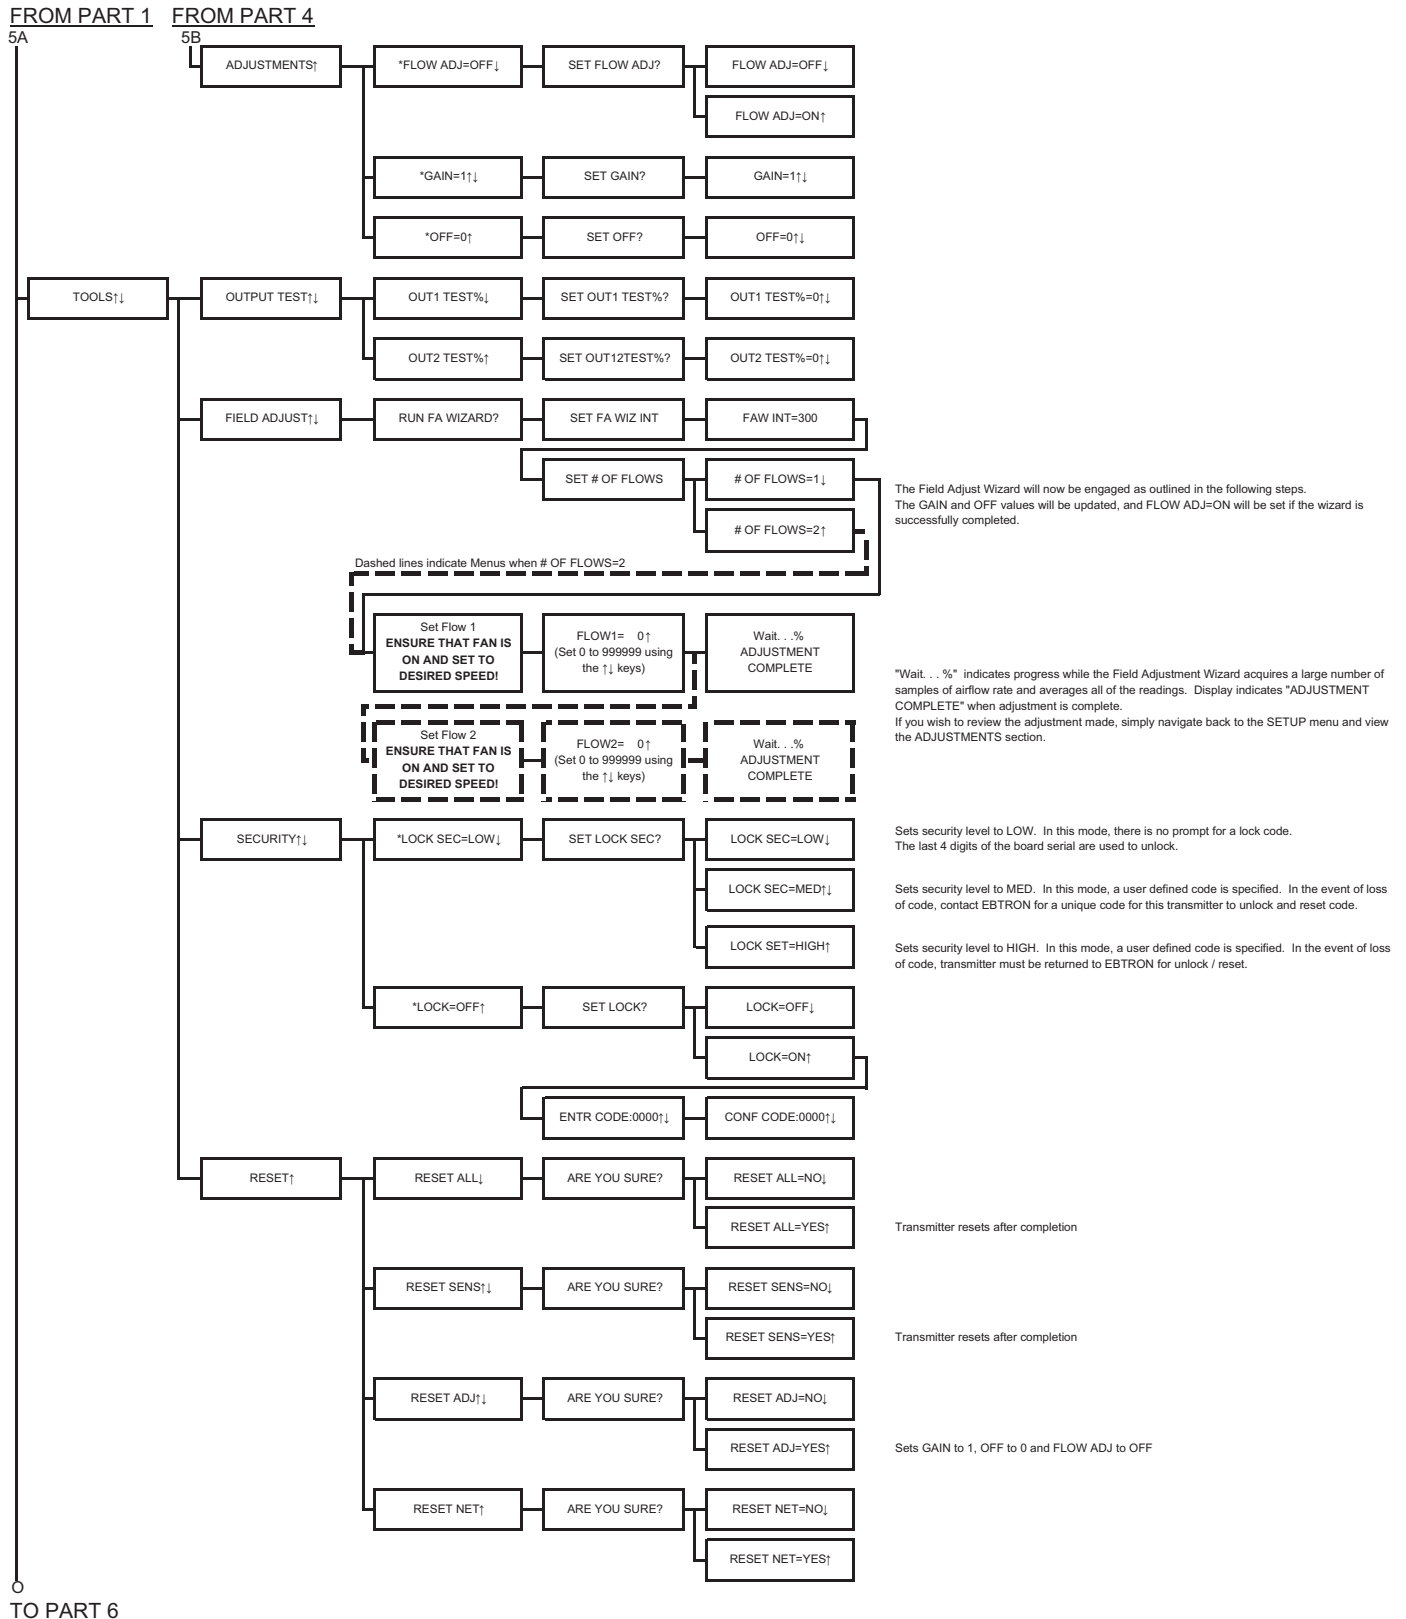 FROM PART 1
FROM PART 4
5A
5B
ADJUSTMENTS↑
*FLOW ADJ=OFF↓
SET FLOW ADJ?
FLOW ADJ=OFF↓
FLOW ADJ=ON↑
*GAIN=1↑↓
SET GAIN?
GAIN=1↑↓
*OFF=0↑
SET OFF?
OFF=0↑↓
TOOLS↑↓
OUTPUT TEST↑↓
OUT1 TEST%↓
SET OUT1 TEST%?
OUT1 TEST%=0↑↓
OUT2 TEST%↑
SET OUT12TEST%?
OUT2 TEST%=0↑↓
FIELD ADJUST↑↓
RUN FA WIZARD?
SET FA WIZ INT
FAW INT=300
SET # OF FLOWS
# OF FLOWS=1↓
The Field Adjust Wizard will now be engaged as outlined in the following steps.
The GAIN and OFF values will be updated, and FLOW ADJ=ON will be set if the wizard is
successfully completed.
# OF FLOWS=2↑
Dashed lines indicate Menus when # OF FLOWS=2
Set Flow 1
ENSURE THAT FAN IS
ON AND SET TO
DESIRED SPEED!
FLOW1= 0↑
(Set 0 to 999999 using
the ↑↓ keys)
Wait. . .%
ADJUSTMENT
COMPLETE
"Wait. . . %" indicates progress while the Field Adjustment Wizard acquires a large number of
samples of airflow rate and averages all of the readings. Display indicates "ADJUSTMENT
COMPLETE" when adjustment is complete.
If you wish to review the adjustment made, simply navigate back to the SETUP menu and view
the ADJUSTMENTS section.
Set Flow 2
ENSURE THAT FAN IS
ON AND SET TO
DESIRED SPEED!
FLOW2= 0↑
(Set 0 to 999999 using
the ↑↓ keys)
Wait. . .%
ADJUSTMENT
COMPLETE
SECURITY↑↓
*LOCK SEC=LOW↓
SET LOCK SEC?
LOCK SEC=LOW↓
Sets security level to LOW. In this mode, there is no prompt for a lock code.
The last 4 digits of the board serial are used to unlock.
LOCK SEC=MED↑↓
Sets security level to MED. In this mode, a user defined code is specified. In the event of loss
of code, contact EBTRON for a unique code for this transmitter to unlock and reset code.
LOCK SET=HIGH↑
Sets security level to HIGH. In this mode, a user defined code is specified. In the event of loss
of code, transmitter must be returned to EBTRON for unlock / reset.
*LOCK=OFF↑
SET LOCK?
LOCK=OFF↓
LOCK=ON↑
ENTR CODE:0000↑↓
CONF CODE:0000↑↓
RESET↑
RESET ALL↓
ARE YOU SURE?
RESET ALL=NO↓
RESET ALL=YES↑
Transmitter resets after completion
RESET SENS↑↓
ARE YOU SURE?
RESET SENS=NO↓
RESET SENS=YES↑
Transmitter resets after completion
RESET ADJ↑↓
ARE YOU SURE?
RESET ADJ=NO↓
RESET ADJ=YES↑
Sets GAIN to 1, OFF to 0 and FLOW ADJ to OFF
RESET NET↑
ARE YOU SURE?
RESET NET=NO↓
RESET NET=YES↑
O
TO PART 6